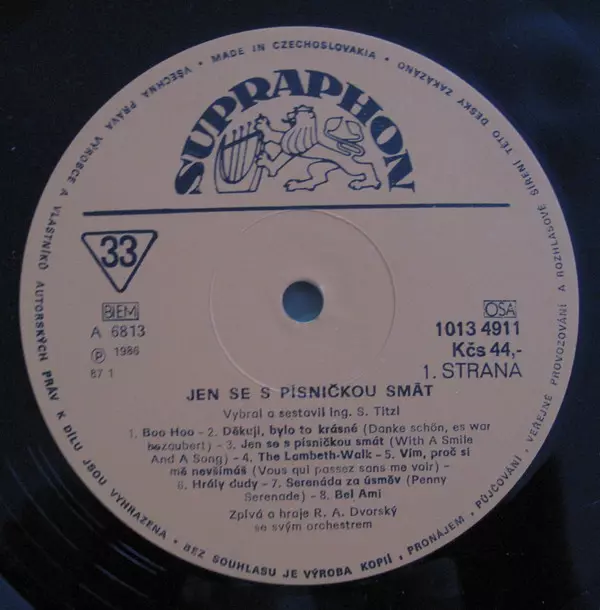 • VŠECHNA PRÁVA VÝROBCE A VLASTNÍKŮ AUTORSKÝCH PRÁV K DÍLU JSOU VYHRAZENA • BEZ SOUHLASU JE VÝROBA KOPIÍ, PRONÁJEM, PŮJČOVÁNÍ, VEŘEJNÉ PROVOZOVÁNÍ A ROZHLASOVÉ ŠÍŘENÍ TÉTO DESKY ZAKÁZÁNO
• MADE IN CZECHOSLOVAKIA •
SUPRAPHON
33
BIEM
A 6813
Ⓟ 1986
87 1
OSA
1013 4911
Kčs 44,-
1. STRANA
JEN SE S PÍSNIČKOU SMÁT
Vybral a sestavil Ing. S. Titzl
1. Boo Hoo - 2. Děkuji, bylo to krásné (Danke schön, es war
bezaubert) - 3. Jen se s písničkou smát (With A Smile
And A Song) - 4. The Lambeth-Walk - 5. Vím, proč si
mě nevšímáš (Vous qui passez sans me voir) -
6. Hrály dudy - 7. Serenáda za úsměv (Penny
Serenade) - 8. Bel Ami
Zpívá a hraje R. A. Dvorský
se svým orchestrem